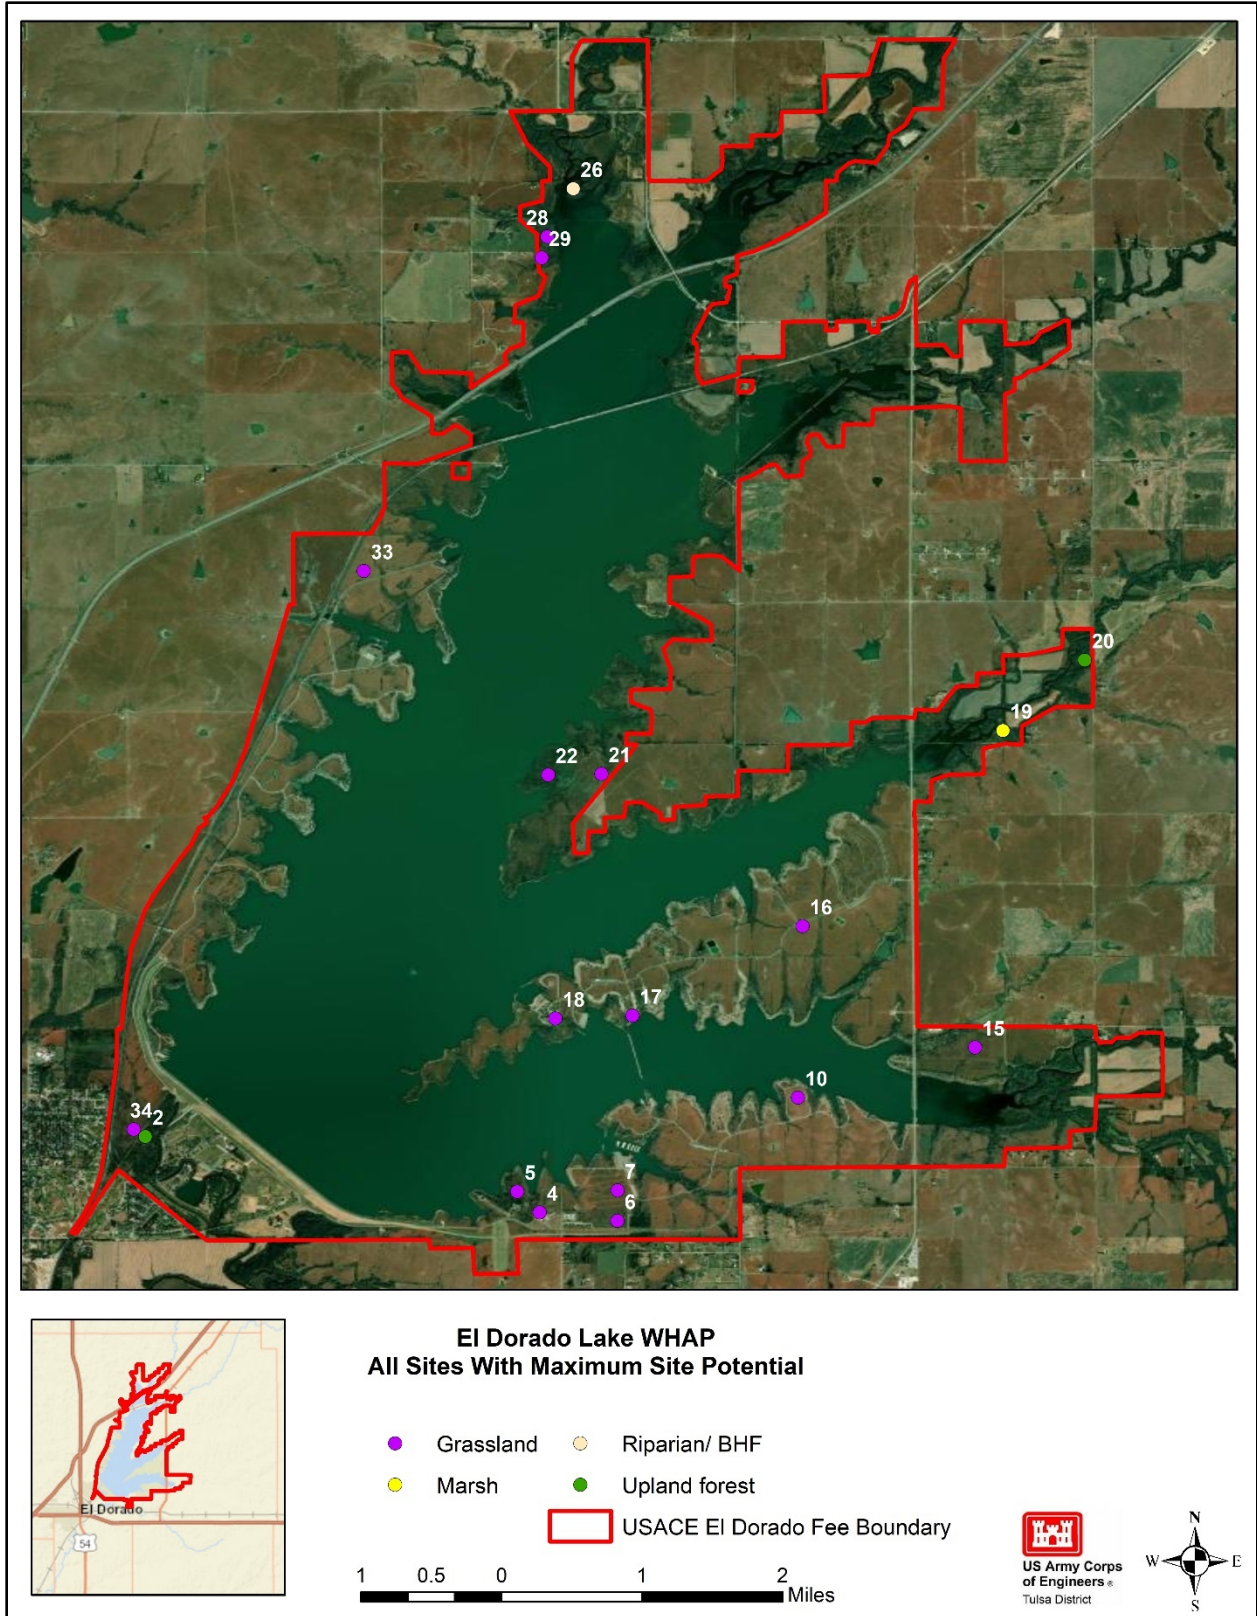 26
28
29
33
20
19
22
21
16
18
17
15
10
34
2
5
7
4
6
El Dorado Lake WHAP
All Sites With Maximum Site Potential
Grassland
Riparian/ BHF
Marsh
Upland forest
USACE El Dorado Fee Boundary
El Dorado
54
1 0.5 0 1 2
Miles
US Army Corps
of Engineers ®
Tulsa District
N
W E
S